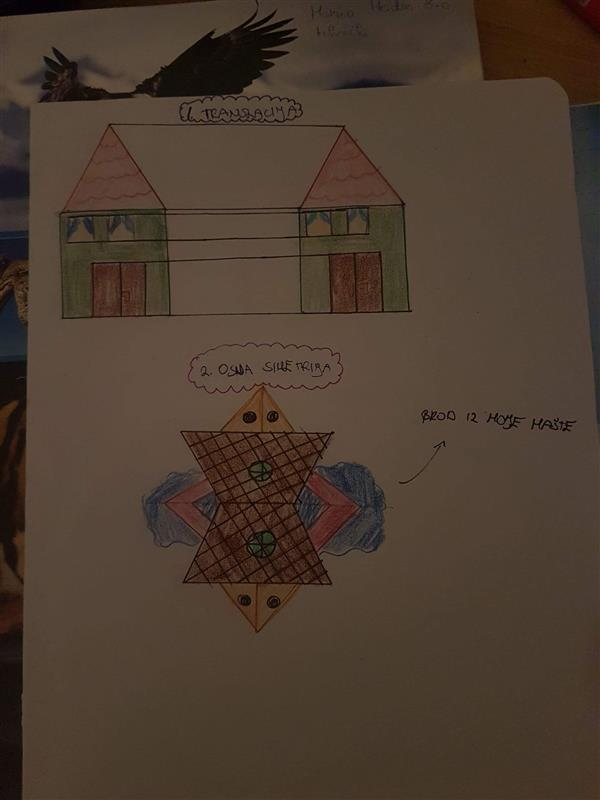 1. TRANSLACIJA
2. OSNA SIMETRIJA
BROD IZ MOJE MAŠTE